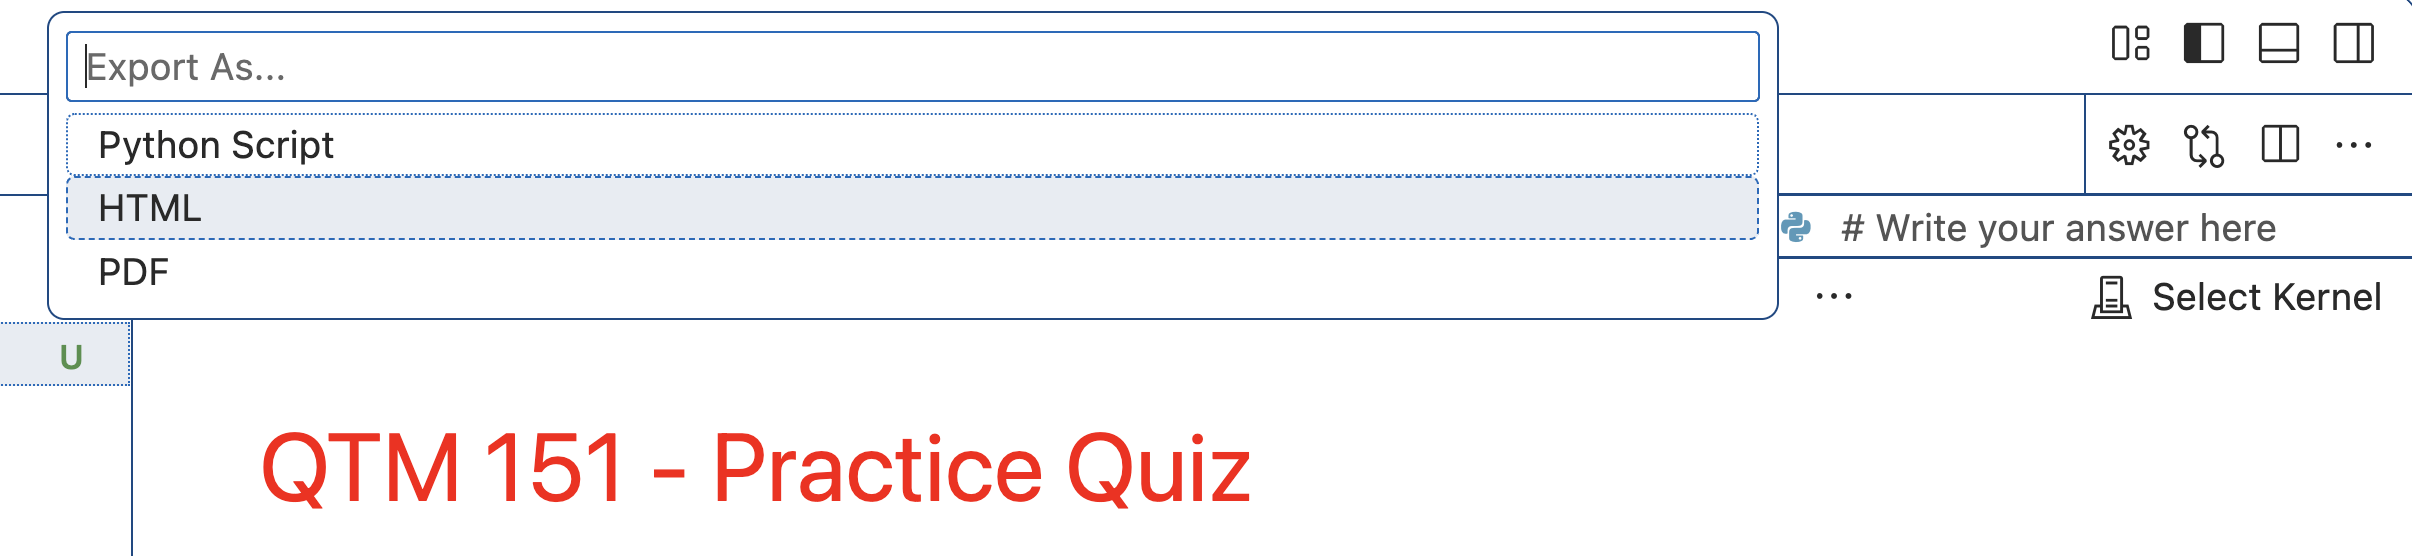 Export As...
Python Script
HTML
PDF
# Write your answer here
...
Select Kernel
U
QTM 151 - Practice Quiz